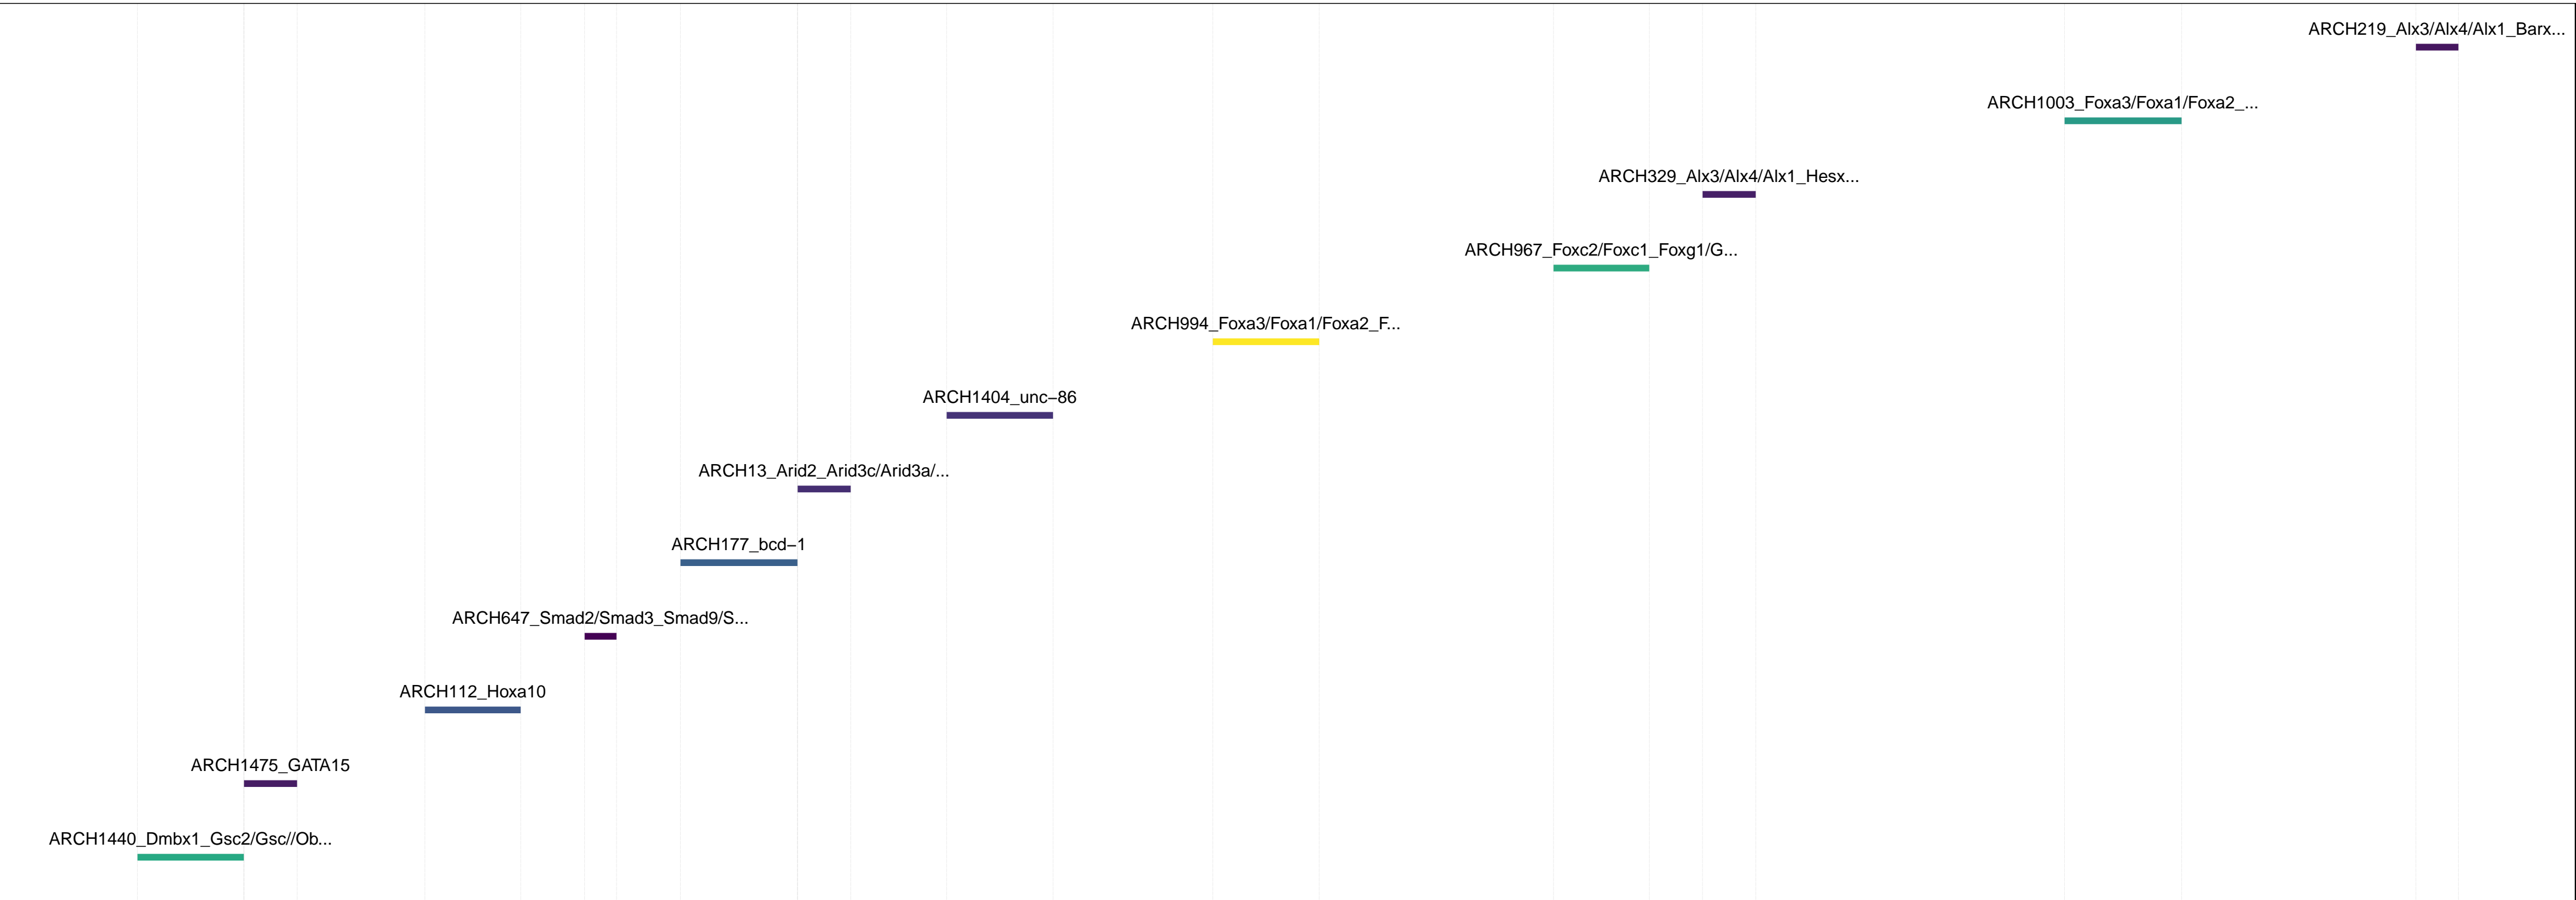 ARCH219_Alx3/Alx4/Alx1_Barx...
ARCH1003_Foxa3/Foxa1/Foxa2_...
ARCH329_Alx3/Alx4/Alx1_Hesx...
ARCH967_Foxc2/Foxc1_Foxg1/G...
ARCH994_Foxa3/Foxa1/Foxa2_F...
ARCH1404_unc−86
ARCH13_Arid2_Arid3c/Arid3a/...
ARCH177_bcd−1
ARCH647_Smad2/Smad3_Smad9/S...
ARCH112_Hoxa10
ARCH1475_GATA15
ARCH1440_Dmbx1_Gsc2/Gsc//Ob...